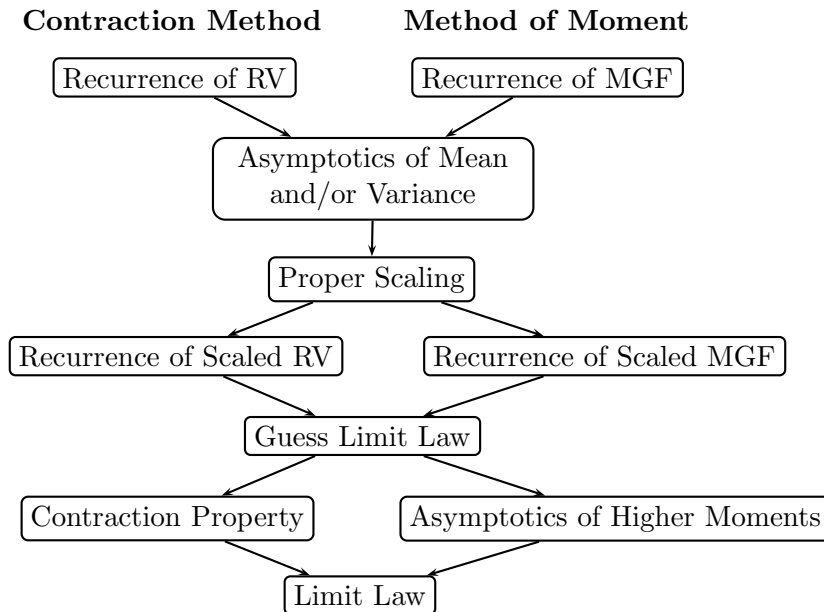 Contraction Method
Method of Moment
Recurrence of RV
Recurrence of MGF
Asymptotics of Mean
and/or Variance
Proper Scaling
Recurrence of Scaled RV
Recurrence of Scaled MGF
Guess Limit Law
Contraction Property
Asymptotics of Higher Moments
Limit Law